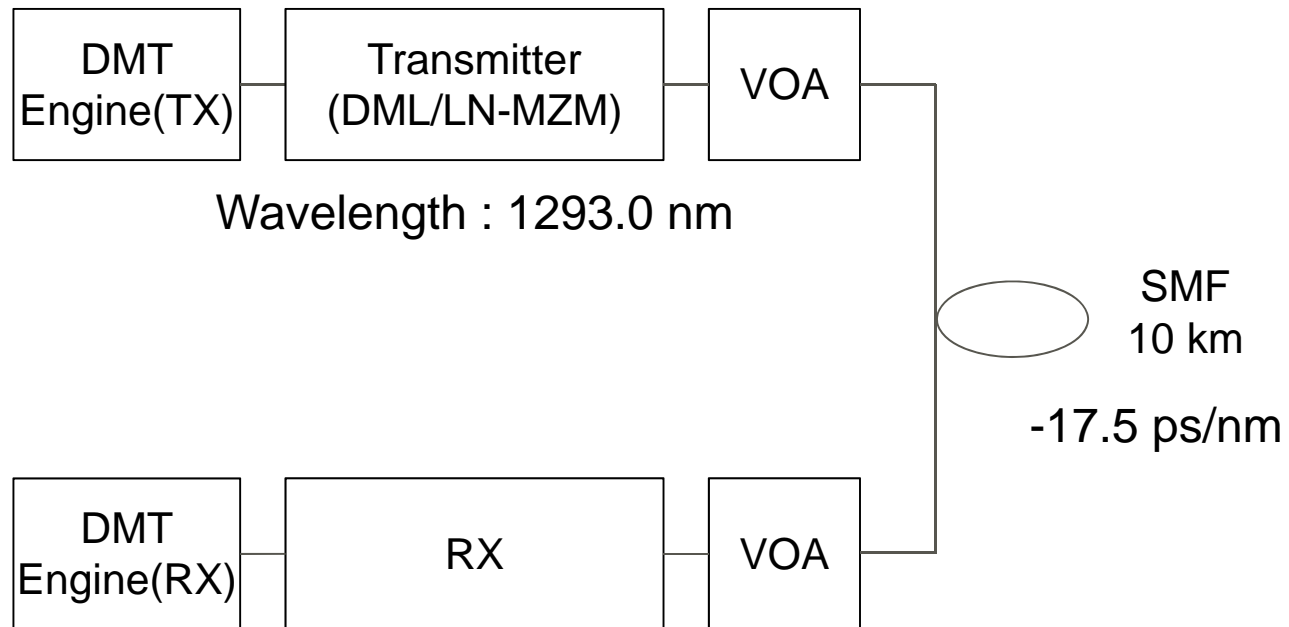 DMT
Engine(TX)
Transmitter
(DML/LN-MZM)
VOA
Wavelength : 1293.0 nm
SMF
10 km
-17.5 ps/nm
DMT
Engine(RX)
RX
VOA